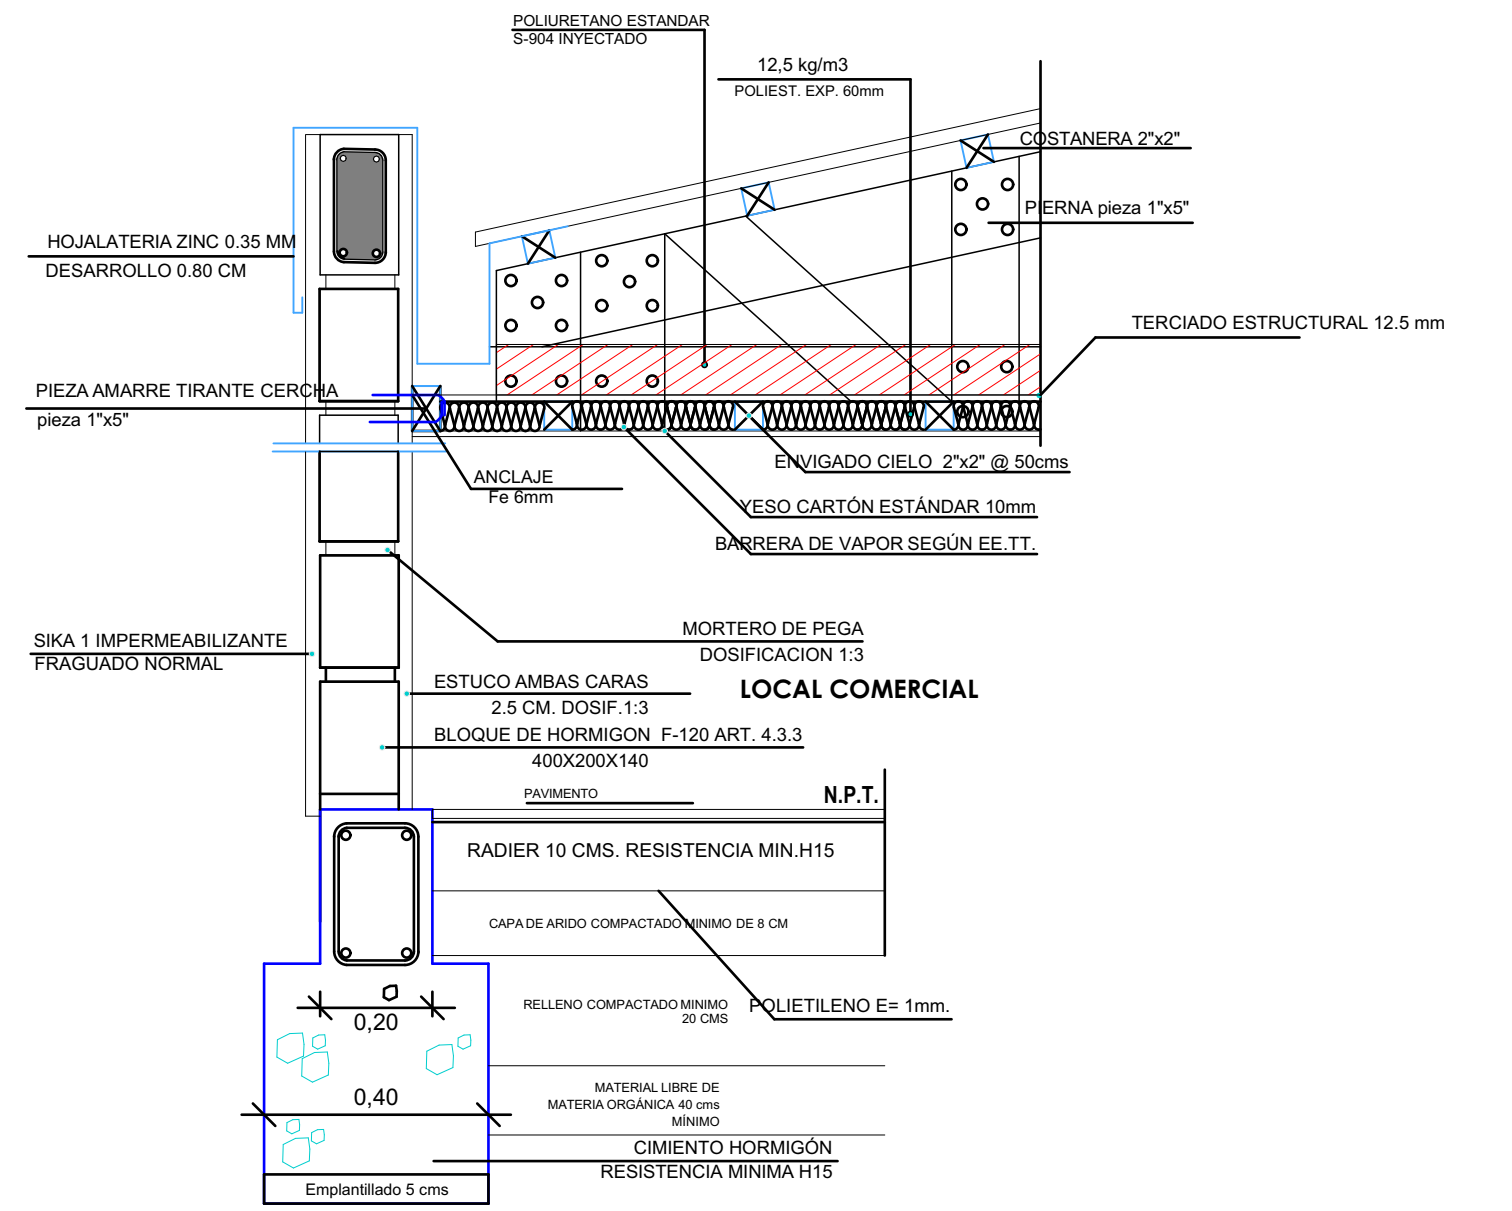 POLIURETANO ESTANDAR
S-904 INYECTADO
12,5 kg/m3
POLIEST. EXP. 60mm
COSTANERA 2"x2"
PIERNA pieza 1"x5"
HOJALATERIA ZINC 0.35 MM
DESARROLLO 0.80 CM
TERCIADO ESTRUCTURAL 12.5 mm
PIEZA AMARRE TIRANTE CERCHA
pieza 1"x5"
ENVIGADO CIELO 2"x2" @ 50cms
ANCLAJE
Fe 6mm
YESO CARTÓN ESTÁNDAR 10mm
BARRERA DE VAPOR SEGÚN EE.TT.
MORTERO DE PEGA
DOSIFICACION 1:3
SIKA 1 IMPERMEABILIZANTE
FRAGUADO NORMAL
ESTUCO AMBAS CARAS
2.5 CM. DOSIF.1:3
LOCAL COMERCIAL
BLOQUE DE HORMIGON F-120 ART. 4.3.3
400X200X140
PAVIMENTO
N.P.T.
RADIER 10 CMS. RESISTENCIA MIN.H15
CAPA DE ARIDO COMPACTADO MINIMO DE 8 CM
RELLENO COMPACTADO MINIMO
20 CMS
POLIETILENO E= 1mm.
0,20
0,40
MATERIAL LIBRE DE
MATERIA ORGÁNICA 40 cms
MÍNIMO
CIMIENTO HORMIGÓN
RESISTENCIA MINIMA H15
Emplantillado 5 cms